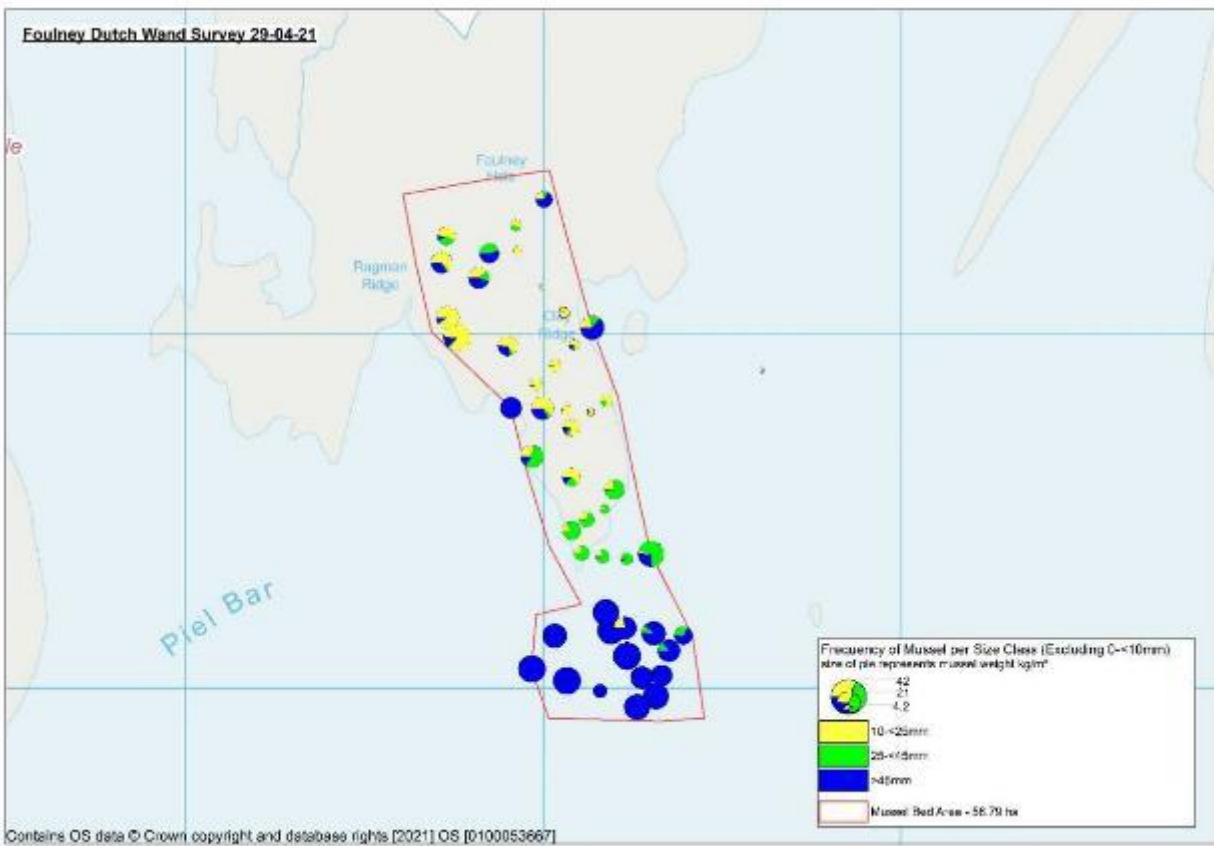 Foulney Dutch Wand Survey 29-04-21
le
Foulney
Ragman
Ridge
Ridge
Piel Bar
Frequency of Mussel per Size Class (Excluding 0-<10mm)
size of pie represents mussel weight kg/m²
42
21
4.2
10-<25mm
25-<45mm
>45mm
Mussel Bed Area - 56.79 ha
Contains OS data © Crown copyright and database rights [2021] OS [0100053667]